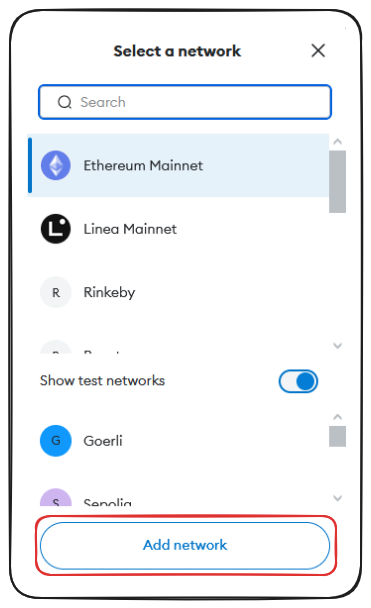 Select a network
Search
Ethereum Mainnet
L Linea Mainnet
R Rinkeby
Show test networks
G Goerli
S Sepolia
Add network